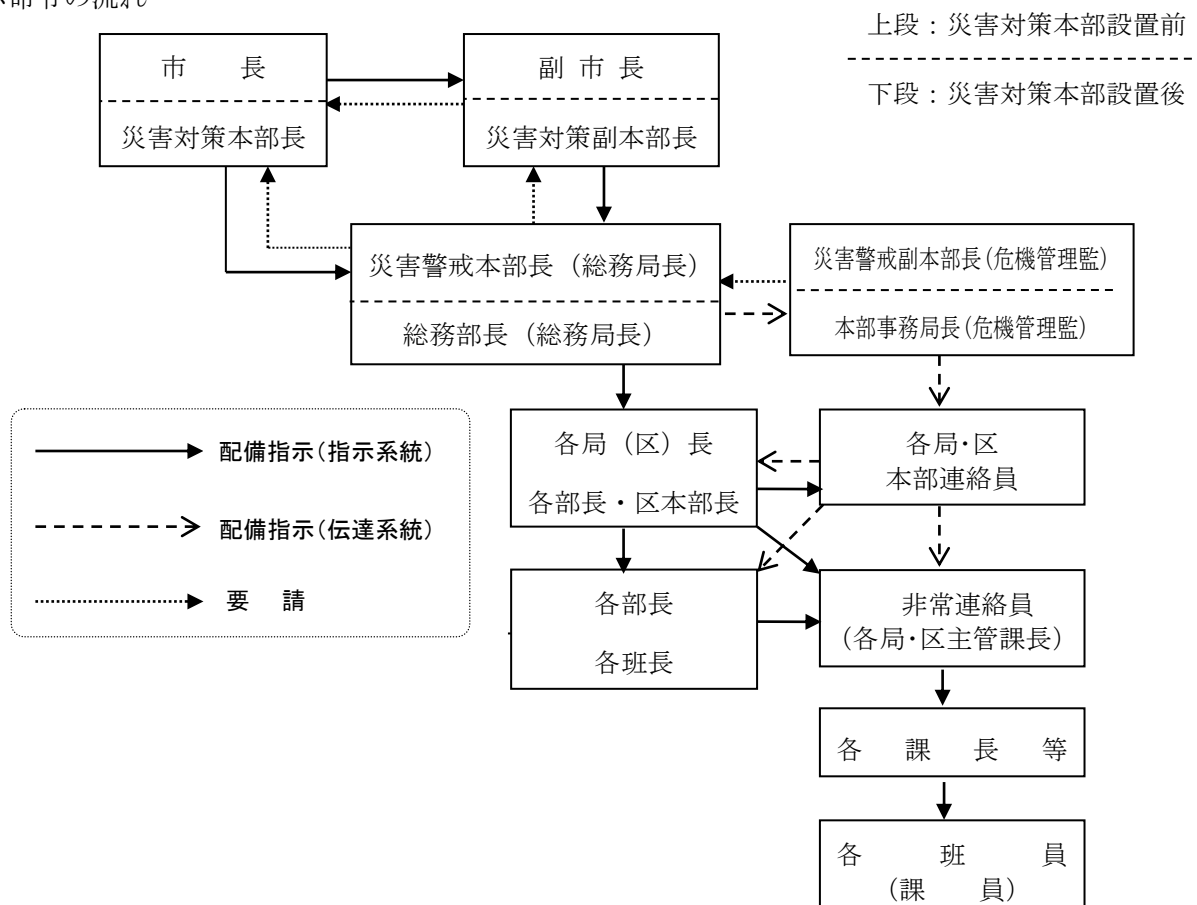 命令の流れ
上段：災害対策本部設置前
下段：災害対策本部設置後
市　　長
災害対策本部長
副 市 長
災害対策副本部長
災害警戒本部長（総務局長）
総務部長（総務局長）
災害警戒副本部長(危機管理監)
本部事務局長(危機管理監)
配備指示(指示系統)
配備指示(伝達系統)
要　請
各局（区）長
各部長・区本部長
各局・区
本部連絡員
各部長
各班長
非常連絡員
(各局・区主管課長)
各　課　長　等
各　　班　　員
(課　　員)